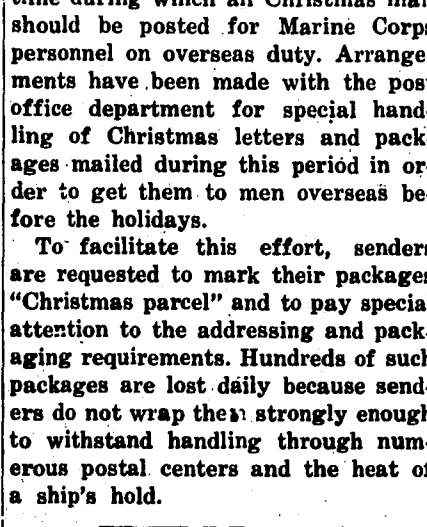 time during which all Christmas mail
should be posted for Marine Corps
personnel on overseas duty. Arrange-
ments have been made with the post
office department for special hand-
ling of Christmas letters and pack-
ages mailed during this period in or-
der to get them to men overseas be-
fore the holidays.
To facilitate this effort, senders
are requested to mark their packages
"Christmas parcel" and to pay special
attention to the addressing and pack-
aging requirements. Hundreds of such
packages are lost daily because send-
ers do not wrap them strongly enough
to withstand handling through num-
erous postal centers and the heat of
a ship's hold.